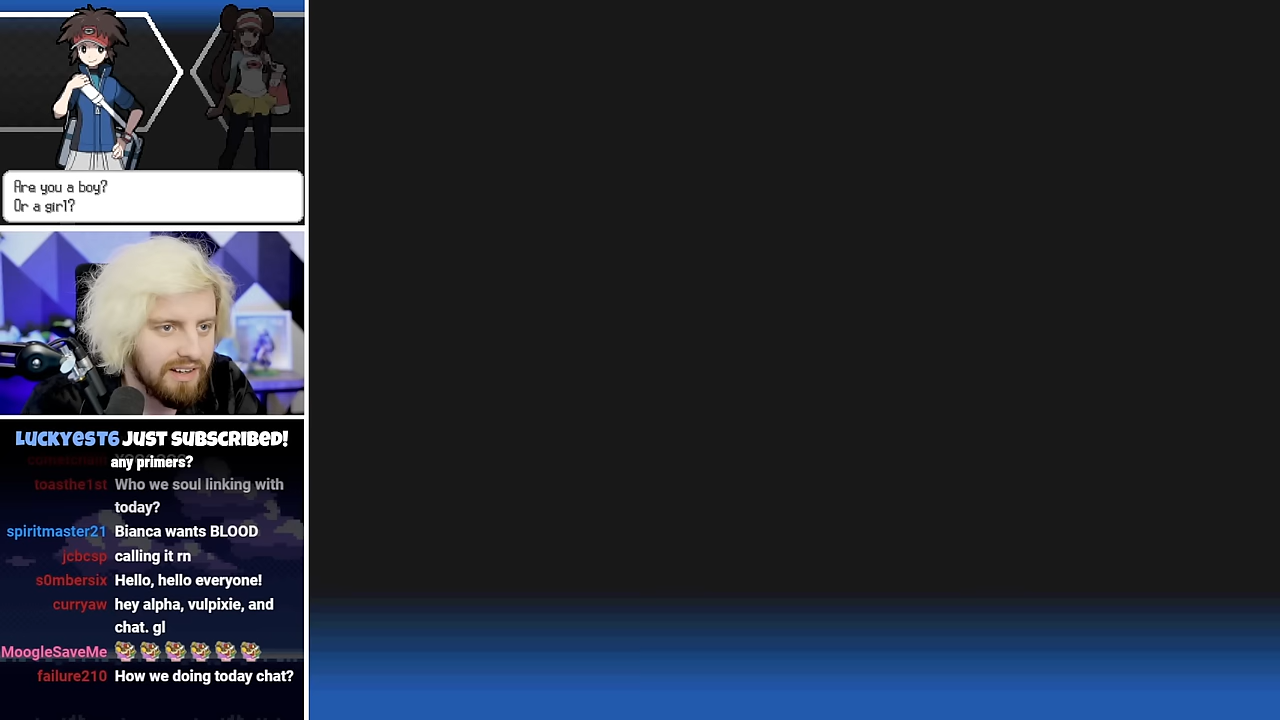 Are you a boy?
Or a girl?
Luckyest6 just subscribed!
any primers?
toasthe1st Who we soul linking with
today?
spiritmaster21 Bianca wants BLOOD
jcbcsp calling it rn
s0mbersix Hello, hello everyone!
curryaw hey alpha, vulpixie, and
chat. gl
MoogleSaveMe
failure210 How we doing today chat?